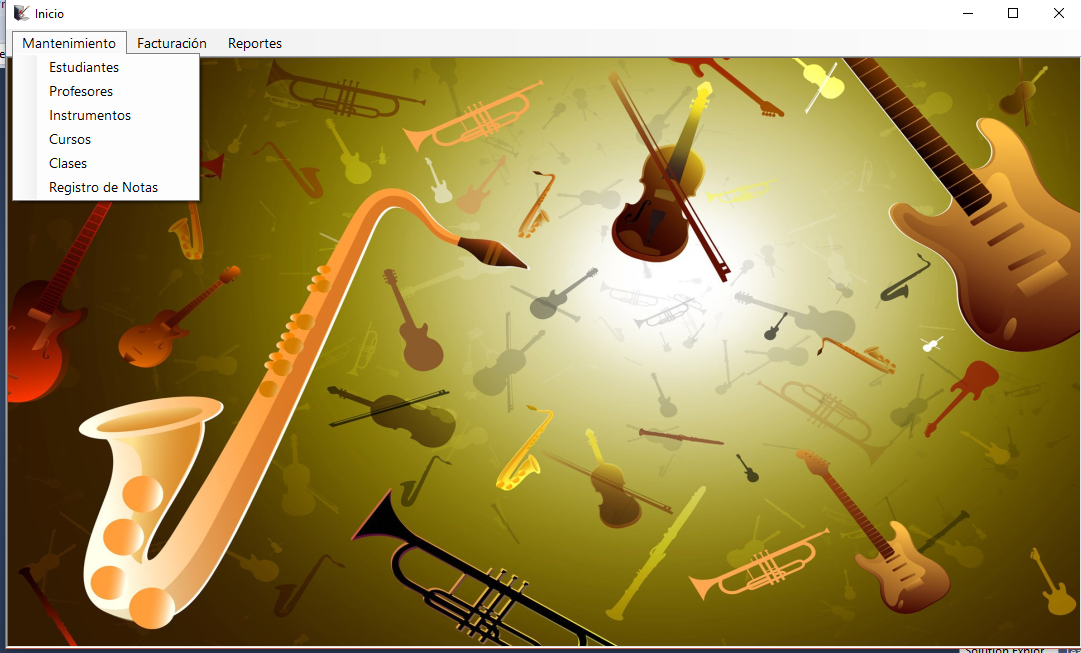 Inicio
Mantenimiento Facturación Reportes
Estudiantes
Profesores
Instrumentos
Cursos
Clases
Registro de Notas